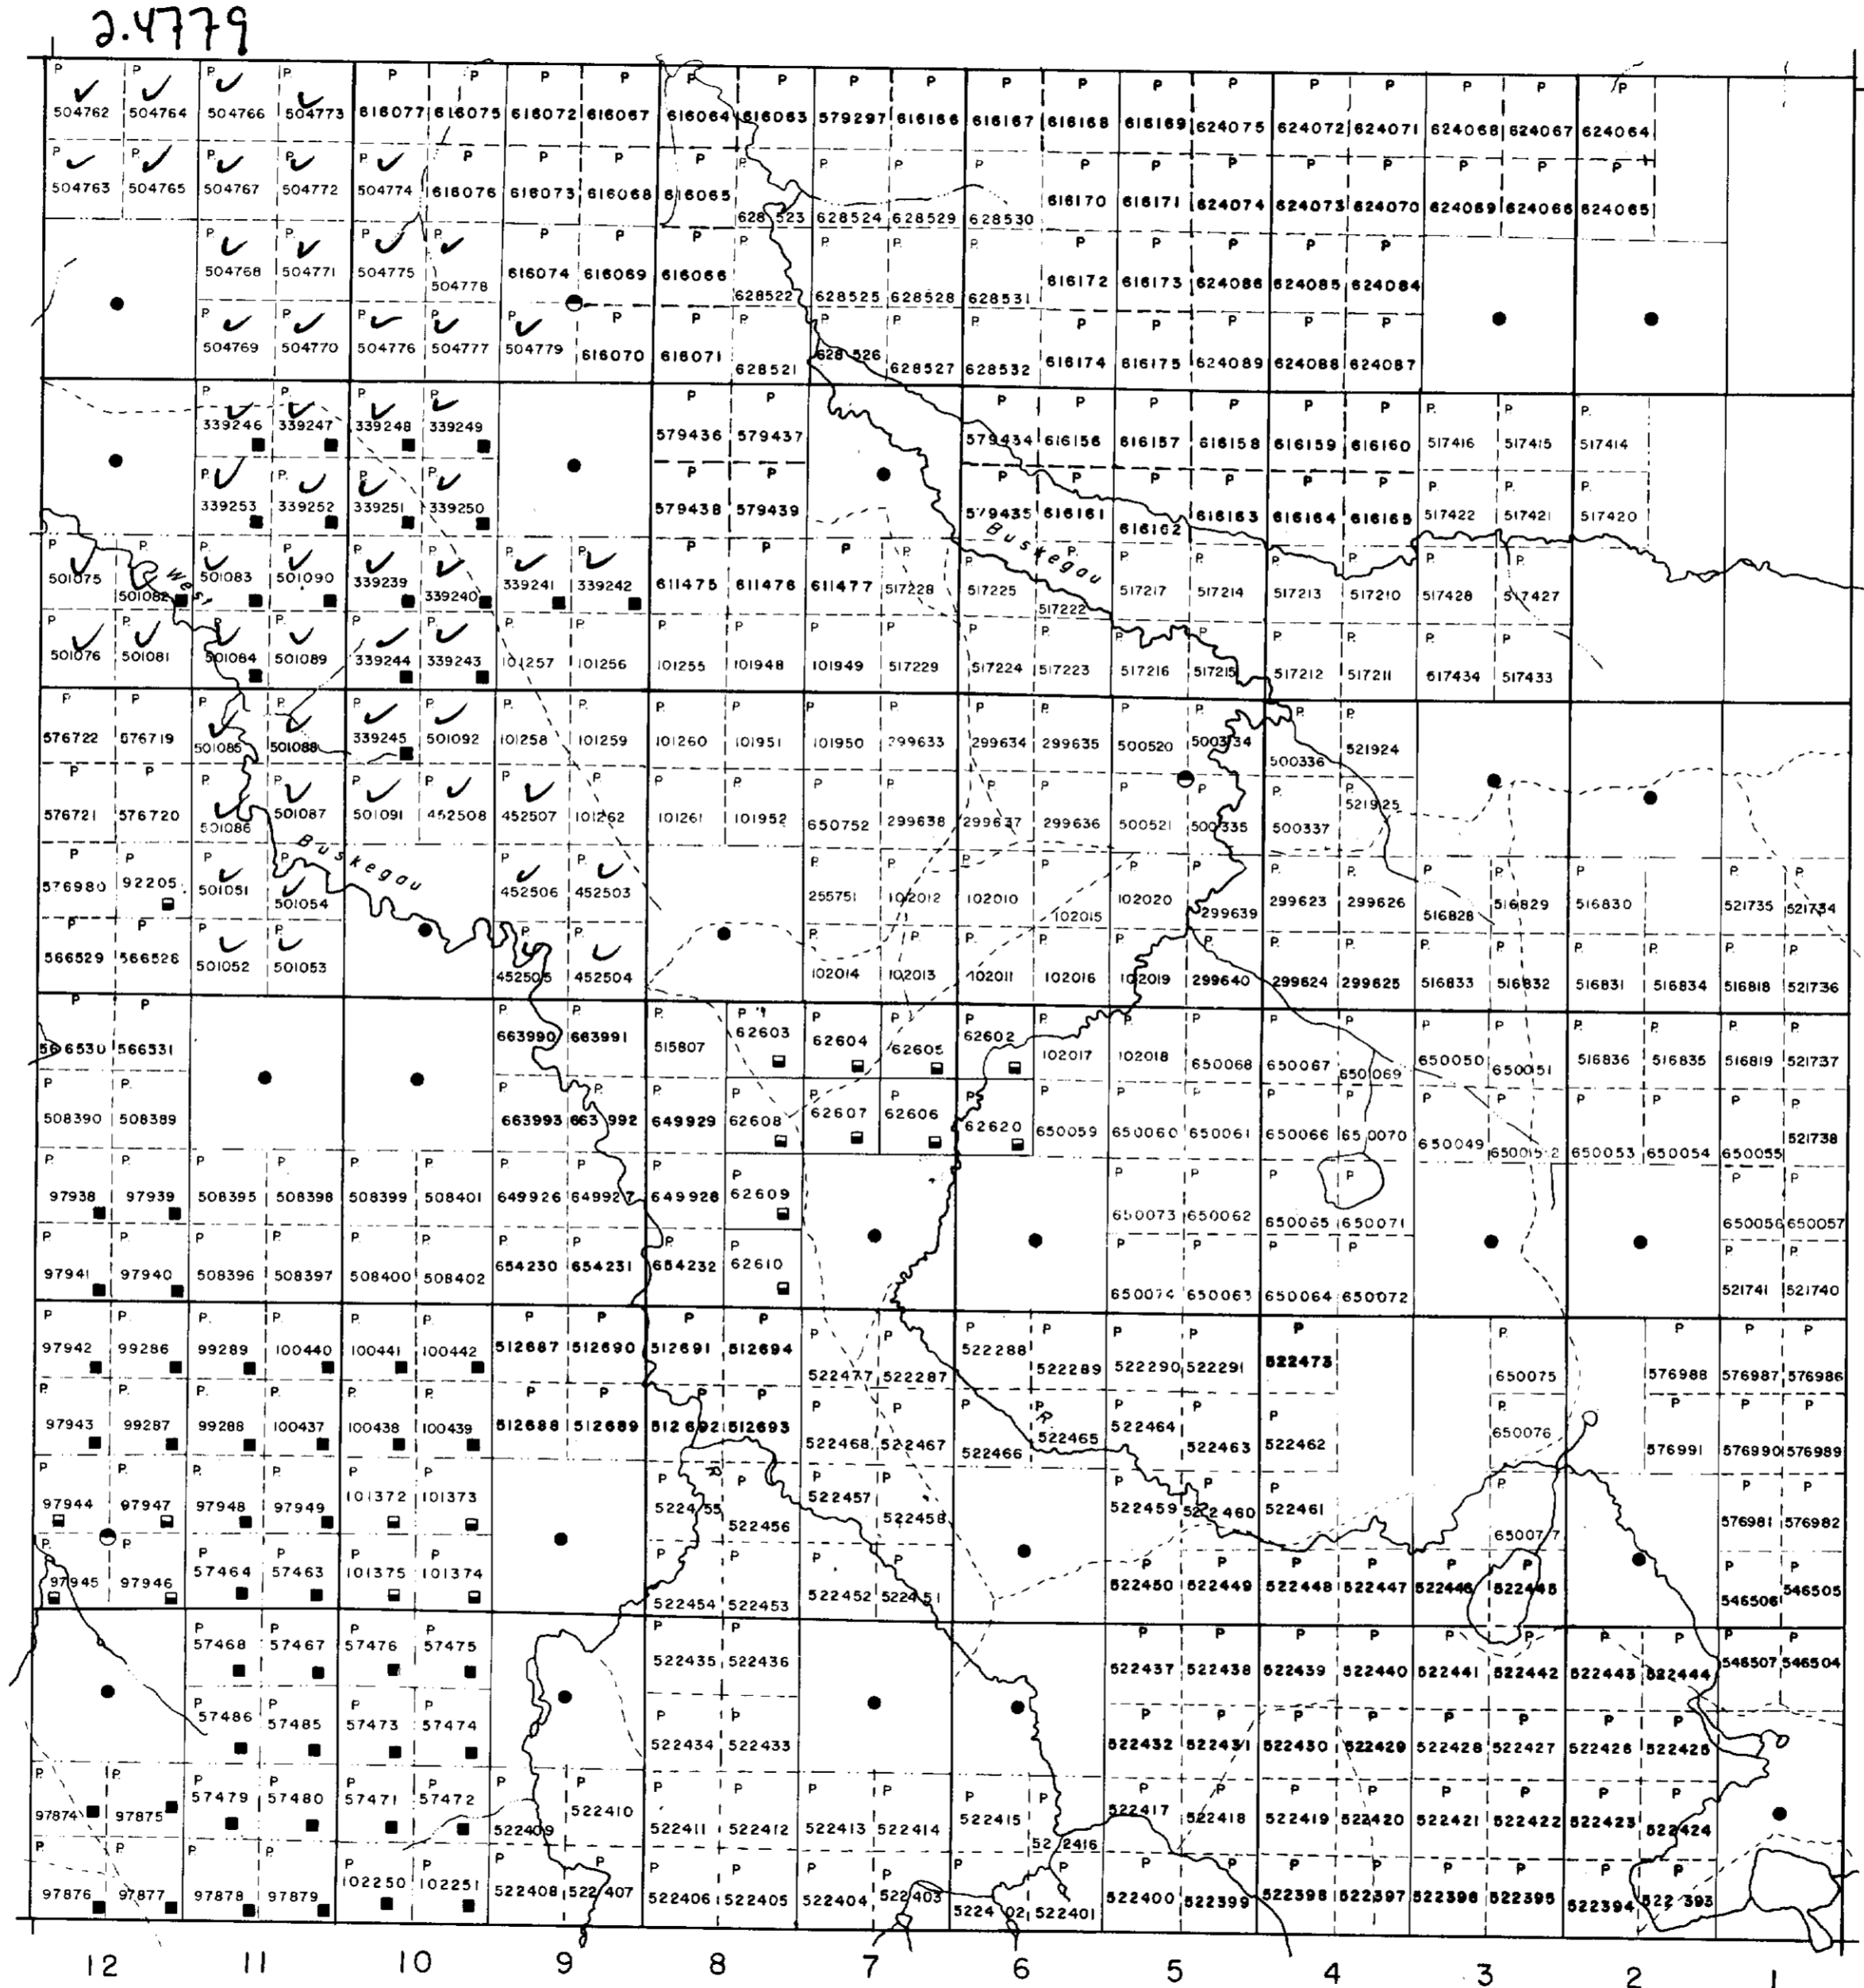 2.4779
P P P P P P P P P P P P P P P P P P P P P
504762 504764 504766 504773 616077 616075 616072 616067 616064 616063 579297 616166 616167 616168 616169 624075 624072 624071 624068 624067 624064
P P P P P P P P P P P P P P P P P P P P P
504763 504765 504767 504772 504774 616076 616073 616068 616065 628523 628524 628529 628530 616170 616171 624074 624073 624070 624069 624066 624065
P P P P P P P P P P P P P P P P
504768 504771 504775 504778 616074 616069 616066 628522 628525 628528 628531 616172 616173 624086 624085 624084
P P P P P P P P P P P P P P P P
504769 504770 504776 504777 504779 616070 616071 628521 628526 628527 628532 616174 616175 624089 624088 624087
P P P P P P P P P P P P P P P
339246 339247 339248 339249 579436 579437 579434 616156 616157 616158 616159 616160 517416 517415 517414
P P P P P P P P P P P P P P P
339253 339252 339251 339250 579438 579439 579435 616161 616162 616163 616164 616165 517422 517421 517420
Buskegau
West
P P P P P P P P P P P P P P P P P P P P
501075 501082 501083 501090 339239 339240 339241 339242 611475 611476 611477 517228 517225 517222 517217 517214 517213 517210 517428 517427
P P P P P P P P P P P P P P P P P P P P
501076 501081 501084 501089 339244 339243 101257 101256 101255 101948 101949 517229 517224 517223 517216 517215 517212 517211 517434 517433
P P P P P P P P P P P P P P P P P P
576722 576719 501085 501088 339245 501092 101258 101259 101260 101951 101950 299633 299634 299635 500520 500334 500336 521924
P P P P P P P P P P P P P P P P P P
576721 576720 501086 501087 501091 452508 452507 101262 101261 101952 650752 299638 299637 299636 500521 500335 500337 521925
Buskegau
P P P P P P P P P P P P P P P P P P P
576980 92205 501051 501054 452506 452503 255751 102012 102010 102015 102020 299639 299623 299626 516828 516829 516830 521735 521734
P P P P P P P P P P P P P P P P P P P P
566529 566528 501052 501053 452505 452504 102014 102013 102011 102016 102019 299640 299624 299625 516833 516832 516831 516834 516818 521736
P P P P P P P P P P P P P P P P P P P P
566530 566531 663990 663991 515807 62603 62604 62605 62602 102017 102018 650068 650067 650069 650050 650051 516836 516835 516819 521737
P P P P P P P P P P P P P P P P P P P P
508390 508389 663993 663992 649929 62608 62607 62606 62620 650059 650060 650061 650066 650070 650049 650053 650054 650055 521738
P P P P P P P P P P P P P P P P
97938 97939 508395 508398 508399 508401 649926 649927 649928 62609 650073 650062 650065 650071 650056 650057
P P P P P P P P P P P P P P P P
97941 97940 508396 508397 508400 508402 654230 654231 654232 62610 650074 650063 650064 650072 521741 521740
P P P P P P P P P P P P P P P P P P P P P
97942 99286 99289 100440 100441 100442 512687 512690 512691 512694 522477 522287 522288 522289 522290 522291 522473 650075 576988 576987 576986
P P P P P P P P P P P P P P P P P P P P
97943 99287 99288 100437 100438 100439 512688 512689 512692 512693 522468 522467 522466 522465 522464 522463 522462 650076 576991 576990 576989
R
R
P P P P P P P P P P P P P P P P
97944 97947 97948 97949 101372 101373 522455 522456 522457 522458 522459 522460 522461 650077 576981 576982
P P P P P P P P P P P P P P P P P P
97945 97946 57464 57463 101375 101374 522454 522453 522452 522451 522450 522449 522448 522447 522446 522445 546506 546505
P P P P P P P P P P P P P P P P
57468 57467 57476 57475 522435 522436 522437 522438 522439 522440 522441 522442 522443 522444 546507 546504
P P P P P P P P P P P P P P
57486 57485 57473 57474 522434 522433 522432 522431 522430 522429 522428 522427 522426 522425
P P P P P P P P P P P P P P P P P P P P P P
97874 97875 57479 57480 57471 57472 522409 522410 522411 522412 522413 522414 522415 522416 522417 522418 522419 522420 522421 522422 522423 522424
P P P P P P P P P P P P P P P P P P P P P P
97876 97877 97878 97879 102250 102251 522408 522407 522406 522405 522404 522403 522402 522401 522400 522399 522398 522397 522396 522395 522394 522393
12 11 10 9 8 7 6 5 4 3 2 1